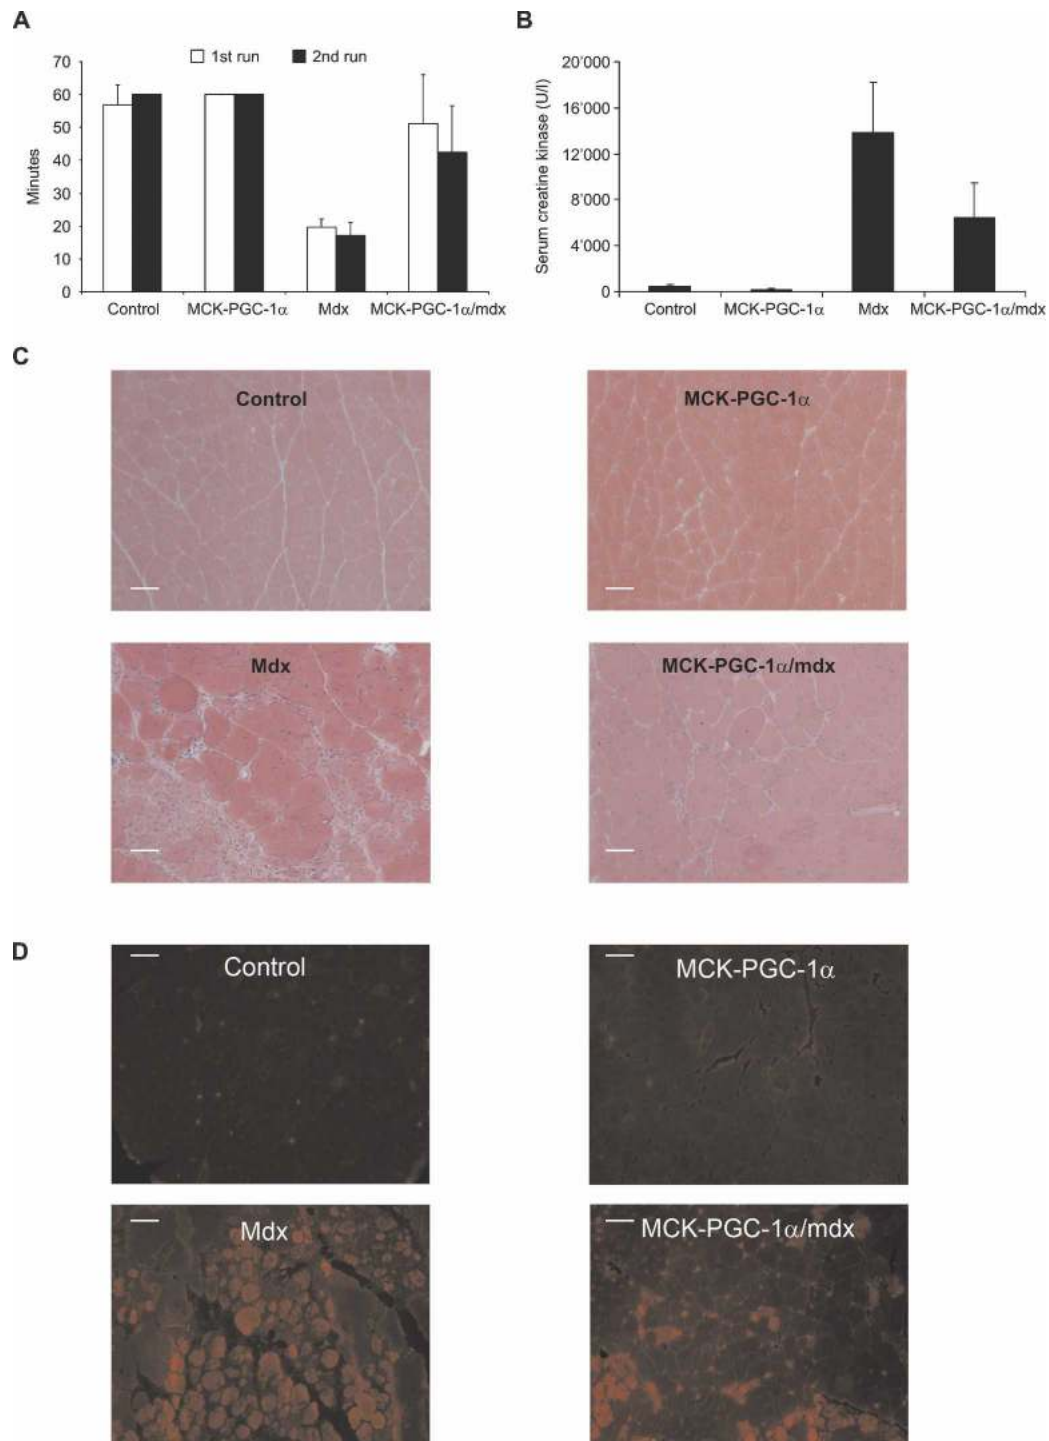 A
1st run 2nd run
70
60
50
40
30
20
10
0
Minutes
Control MCK-PGC-1α Mdx MCK-PGC-1α/mdx
B
20'000
16'000
12'000
8'000
4'000
0
Serum creatine kinase (U/l)
Control MCK-PGC-1α Mdx MCK-PGC-1α/mdx
C
Control MCK-PGC-1α
Mdx MCK-PGC-1α/mdx
D
Control MCK-PGC-1α
Mdx MCK-PGC-1α/mdx